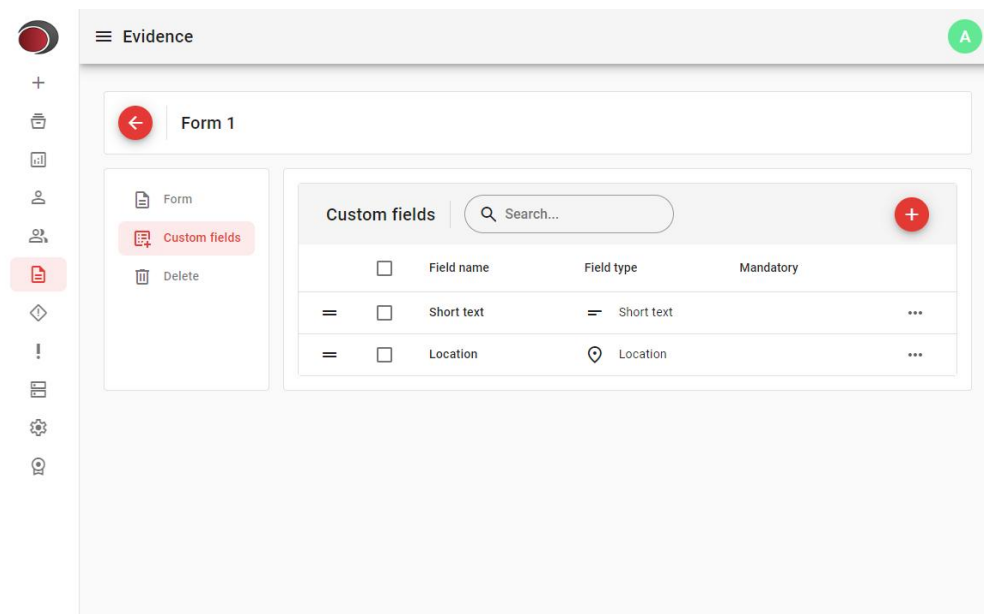 Evidence
A
Form 1
Form
Custom fields
Delete
Custom fields
Search...
Field name Field type Mandatory
Short text Short text
Location Location